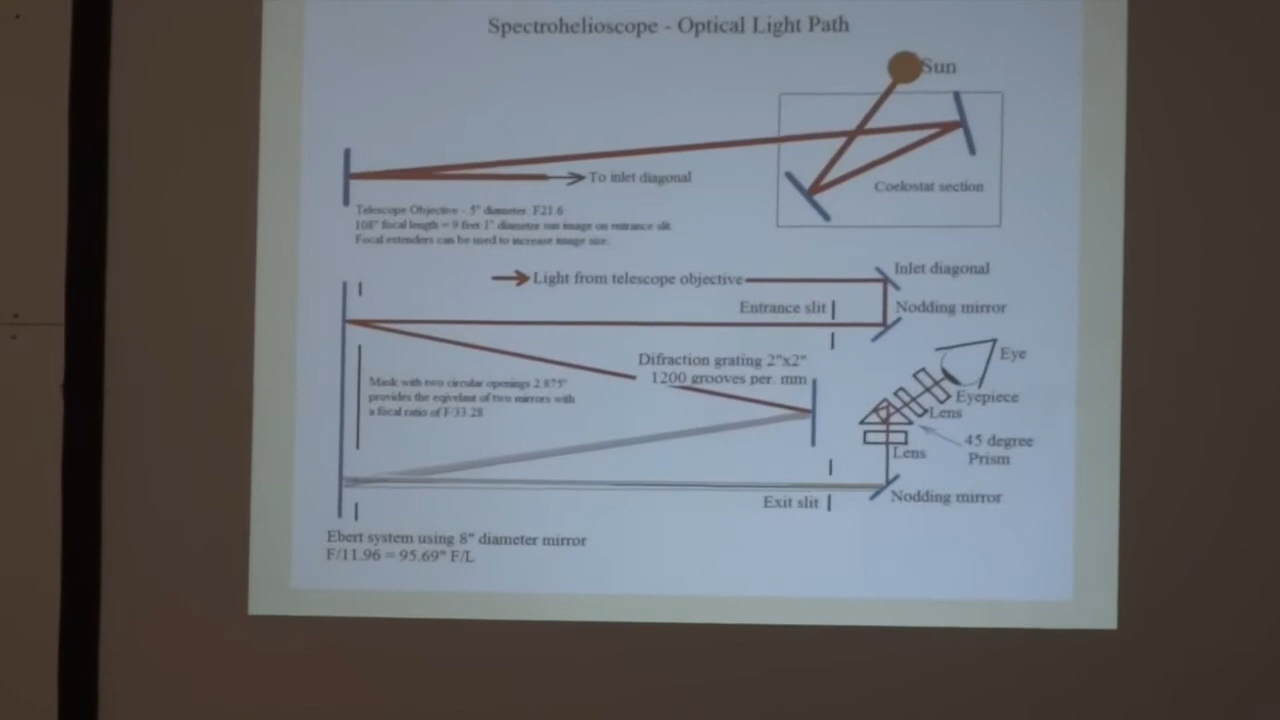 Spectrohelioscope - Optical Light Path
Sun
To inlet diagonal
Coelostat section
Telescope Objective - 5" diameter. F21.6
108" focal length = 9 feet 1" diameter sun image on entrance slit.
Focal extenders can be used to increase image size.
Light from telescope objective
Inlet diagonal
Entrance slit
Nodding mirror
Eye
Difraction grating 2"x2"
1200 grooves per. mm
Mask with two circular openings 2.875"
provides the eqivelant of two mirrors with
a focal ratio of F-33.28
Eyepiece
Lens
45 degree
Prism
Lens
Exit slit
Nodding mirror
Ebert system using 8" diameter mirror
F/11.96 = 95.69" F/L